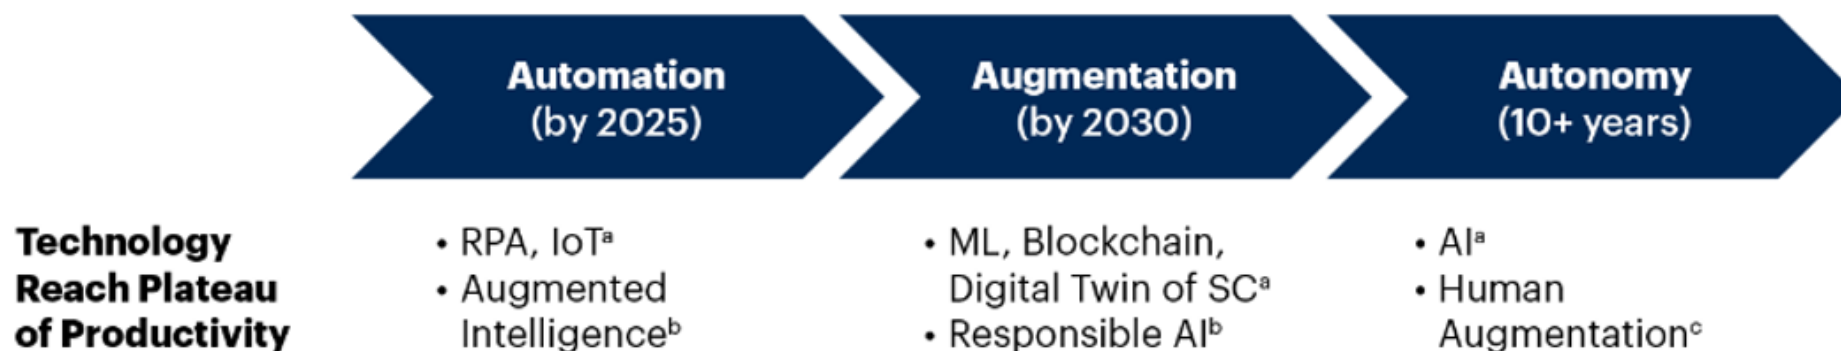 Automation
(by 2025)
Augmentation
(by 2030)
Autonomy
(10+ years)
Technology
Reach Plateau
of Productivity
• RPA, IoTᵃ
• Augmented
Intelligenceᵇ
• ML, Blockchain,
Digital Twin of SCᵃ
• Responsible AIᵇ
• AIᵃ
• Human
Augmentationᶜ